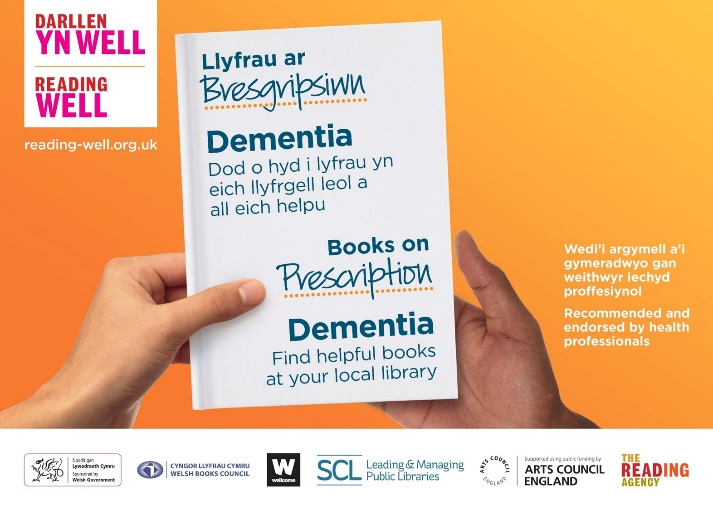 DARLLEN
YN WELL
READING
WELL
reading-well.org.uk
Llyfrau ar
Bresgripsiwn
Dementia
Dod o hyd i lyfrau yn
eich llyfrgell leol a
all eich helpu
Books on
Prescription
Dementia
Find helpful books
at your local library
Wedi'i argymell a'i
gymeradwyo gan
weithwyr iechyd
proffesiynol
Recommended and
endorsed by health
professionals
Noddir gan
Lywodraeth Cymru
Sponsored by
Welsh Government
CYNGOR LLYFRAU CYMRU
WELSH BOOKS COUNCIL
W
wellcome
SCL
Leading & Managing
Public Libraries
ARTS COUNCIL
ENGLAND
Supported using public funding by
ARTS COUNCIL
ENGLAND
THE
READING
AGENCY